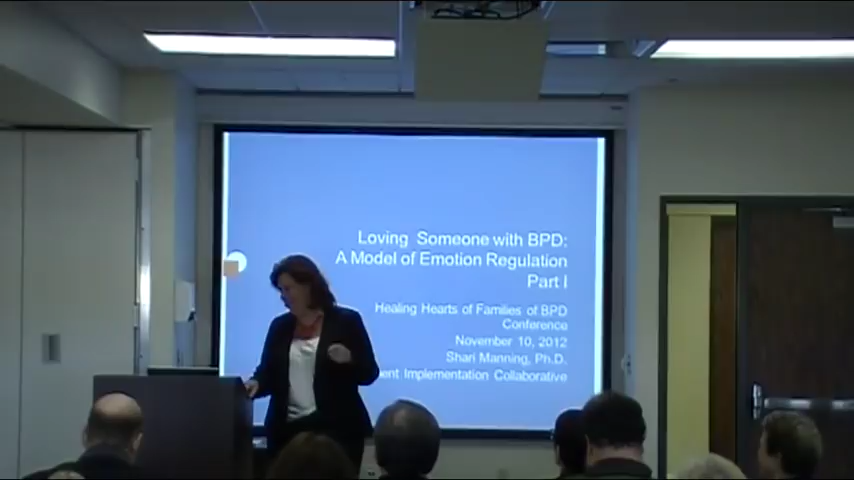 Loving Someone with BPD:
A Model of Emotion Regulation
Part I
Healing Hearts of Families of BPD
Conference
November 10, 2012
Shari Manning, Ph.D.
Implementation Collaborative